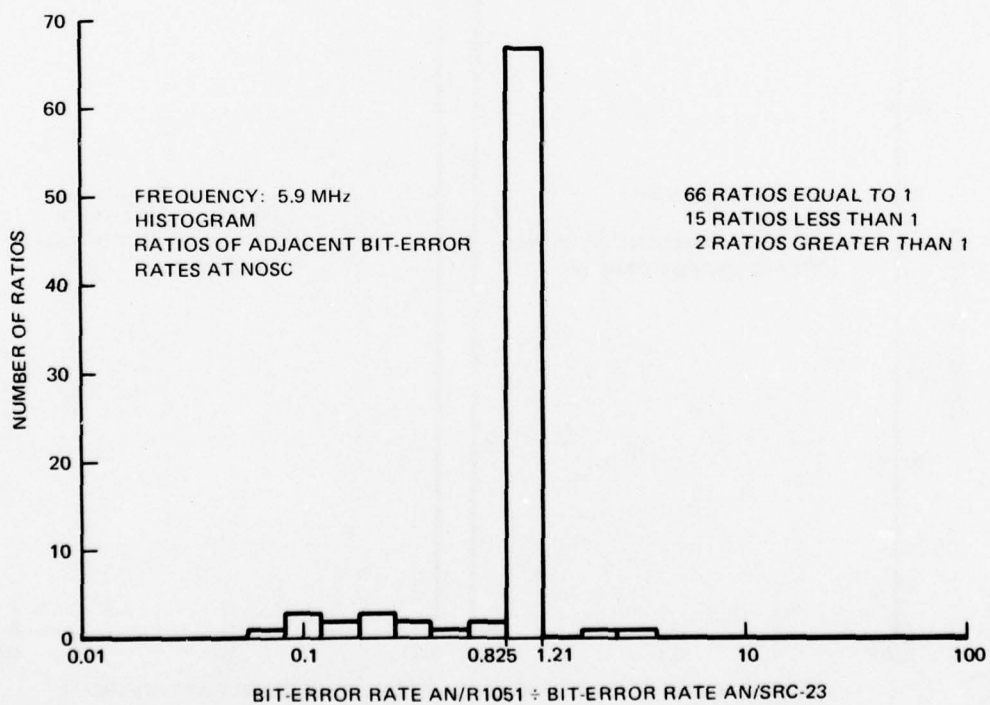 70
60
50
40
30
20
10
0
NUMBER OF RATIOS
FREQUENCY: 5.9 MHz
HISTOGRAM
RATIOS OF ADJACENT BIT-ERROR
RATES AT NOSC
66 RATIOS EQUAL TO 1
15 RATIOS LESS THAN 1
2 RATIOS GREATER THAN 1
0.01 0.1 0.825 1.21 10 100
BIT-ERROR RATE AN/R1051 ÷ BIT-ERROR RATE AN/SRC-23